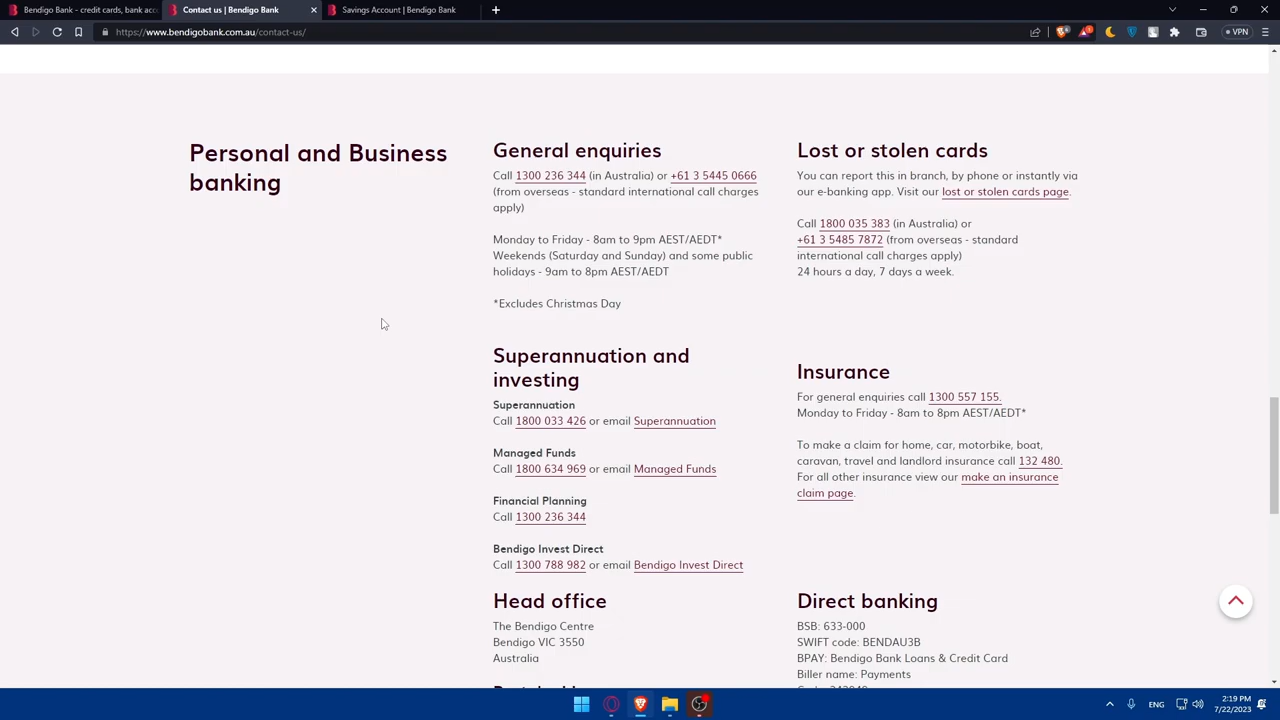 Bendigo Bank - credit cards, bank acc
Contact us | Bendigo Bank
Savings Account | Bendigo Bank
https://www.bendigobank.com.au/contact-us/
VPN
Personal and Business
banking
General enquiries
Call 1300 236 344 (in Australia) or +61 3 5445 0666
(from overseas - standard international call charges
apply)
Monday to Friday - 8am to 9pm AEST/AEDT*
Weekends (Saturday and Sunday) and some public
holidays - 9am to 8pm AEST/AEDT
*Excludes Christmas Day
Lost or stolen cards
You can report this in branch, by phone or instantly via
our e-banking app. Visit our lost or stolen cards page.
Call 1800 035 383 (in Australia) or
+61 3 5485 7872 (from overseas - standard
international call charges apply)
24 hours a day, 7 days a week.
Superannuation and
investing
Superannuation
Call 1800 033 426 or email Superannuation
Managed Funds
Call 1800 634 969 or email Managed Funds
Financial Planning
Call 1300 236 344
Bendigo Invest Direct
Call 1300 788 982 or email Bendigo Invest Direct
Insurance
For general enquiries call 1300 557 155.
Monday to Friday - 8am to 8pm AEST/AEDT*
To make a claim for home, car, motorbike, boat,
caravan, travel and landlord insurance call 132 480.
For all other insurance view our make an insurance
claim page.
Head office
The Bendigo Centre
Bendigo VIC 3550
Australia
Direct banking
BSB: 633-000
SWIFT code: BENDAU3B
BPAY: Bendigo Bank Loans & Credit Card
Biller name: Payments
ENG
2:19 PM
7/22/2023